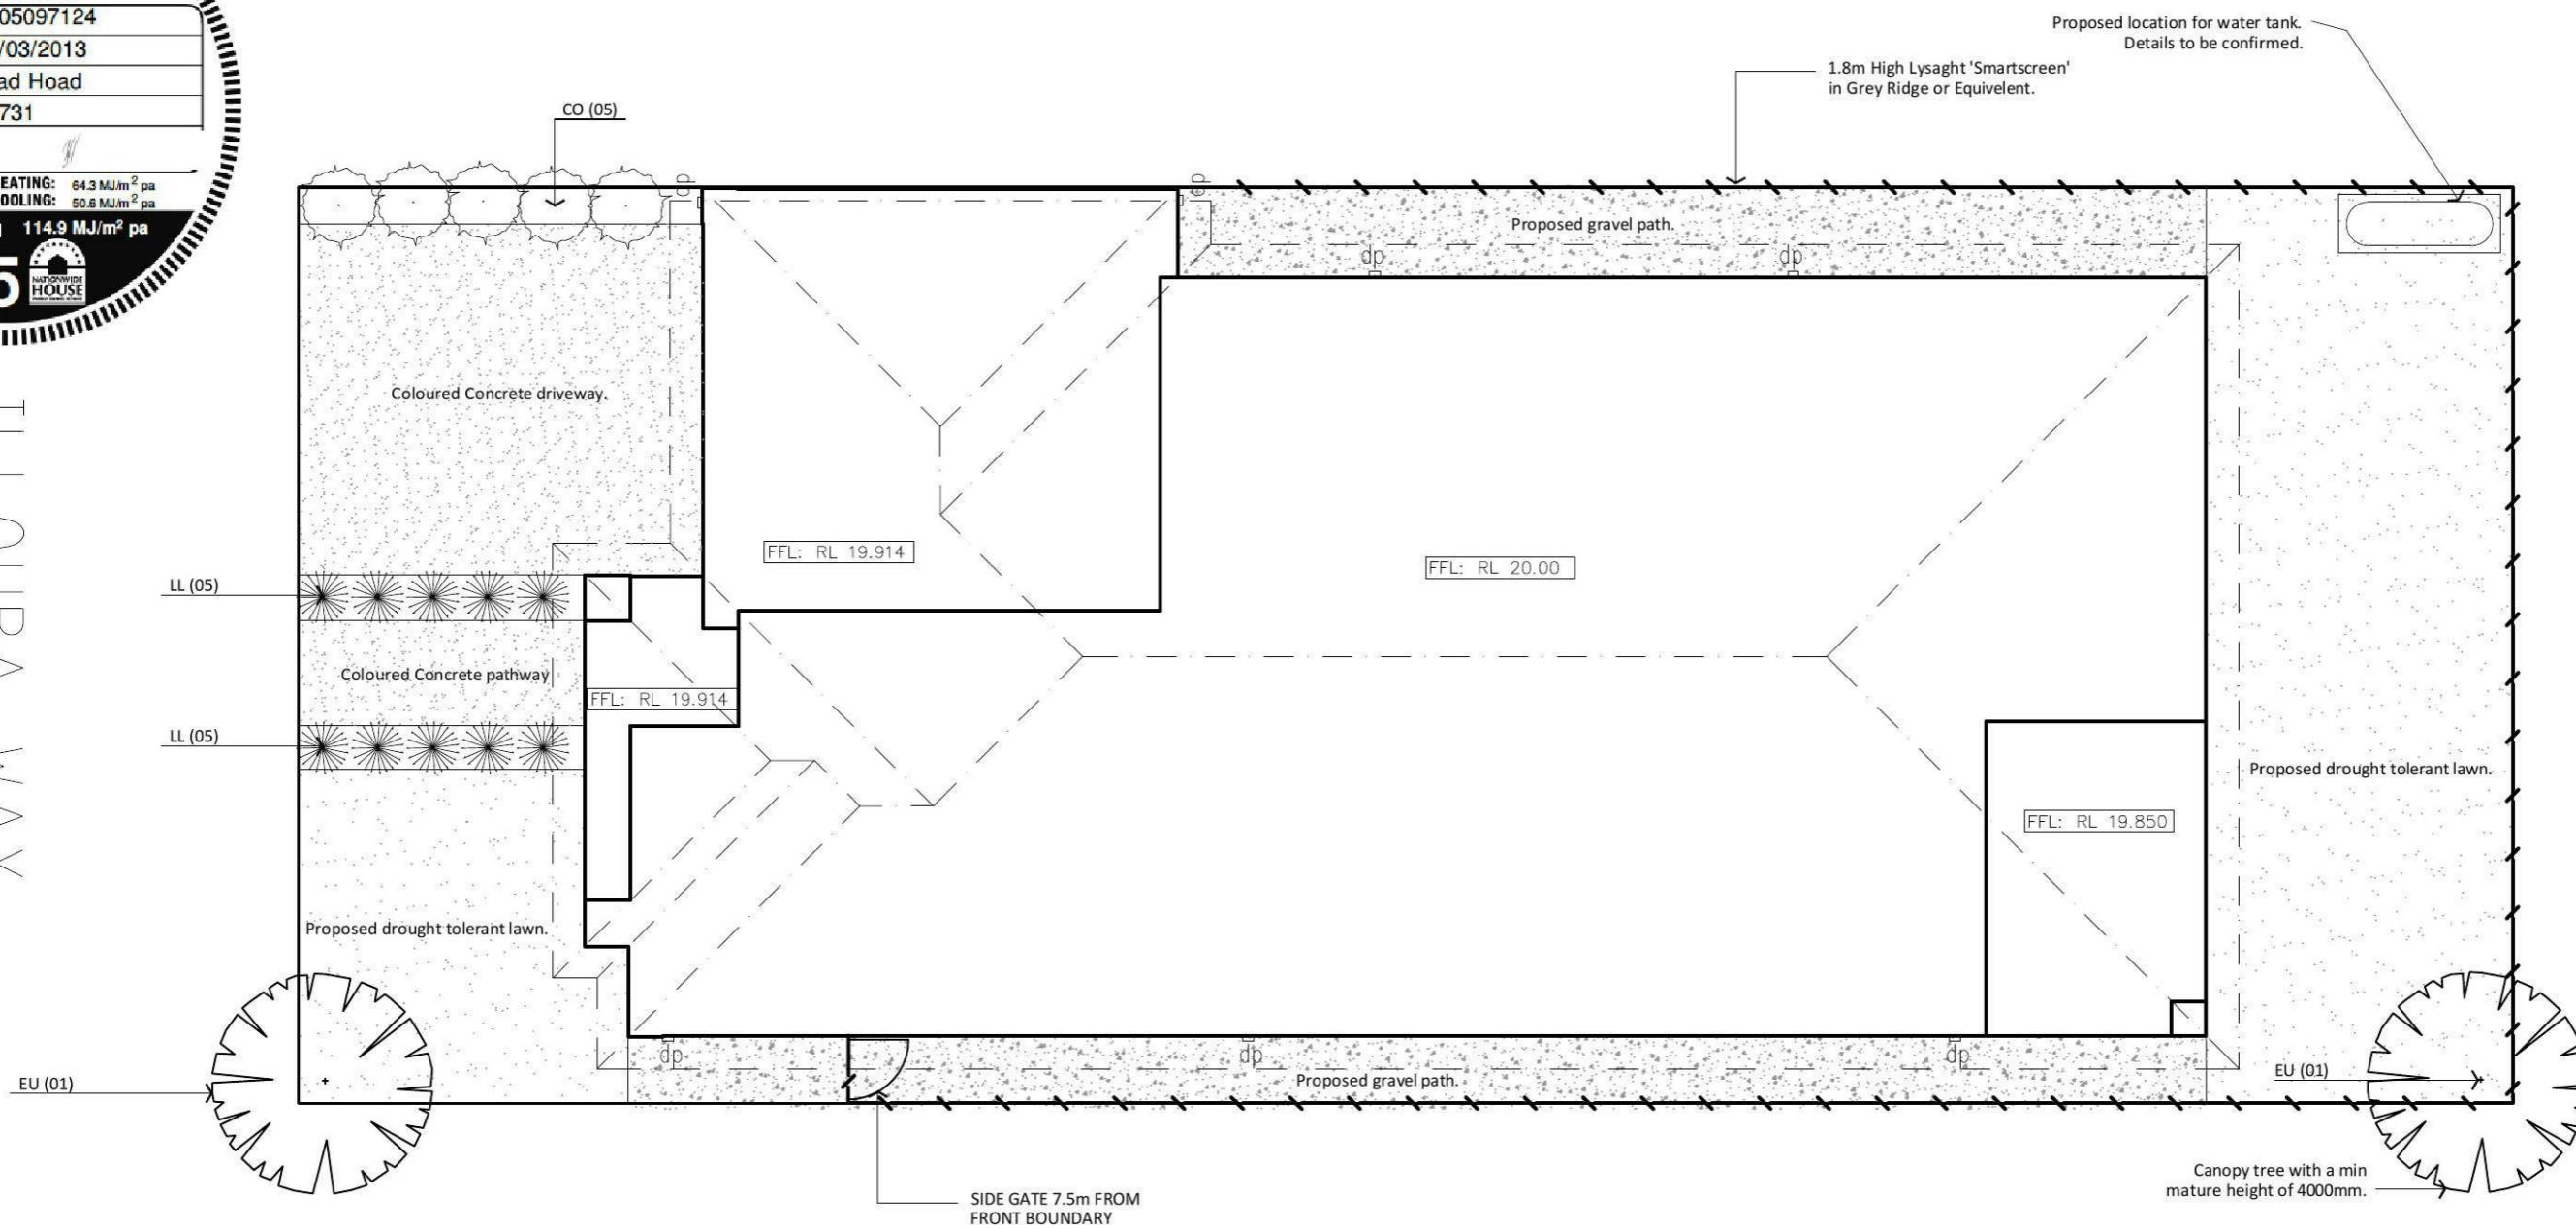 05097124
/03/2013
ad Hoad
731
EATING: 64.3 MJ/m² pa
OOLING: 50.6 MJ/m² pa
114.9 MJ/m² pa
5
NATIONWIDE
HOUSE
Proposed location for water tank.
Details to be confirmed.
1.8m High Lysaght 'Smartscreen'
in Grey Ridge or Equivelent.
CO (05)
dp
dp
Proposed gravel path.
dp
dp
Coloured Concrete driveway.
FFL: RL 19.914
FFL: RL 20.00
LL (05)
Coloured Concrete pathway
FFL: RL 19.914
LL (05)
Proposed drought tolerant lawn.
FFL: RL 19.850
Proposed drought tolerant lawn.
dp
dp
dp
EU (01)
Proposed gravel path.
EU (01)
Canopy tree with a min
mature height of 4000mm.
SIDE GATE 7.5m FROM
FRONT BOUNDARY
WAY